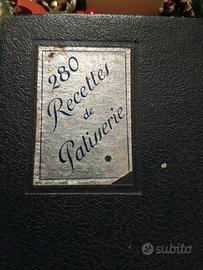 280
Recettes
de
Patisserie
subito